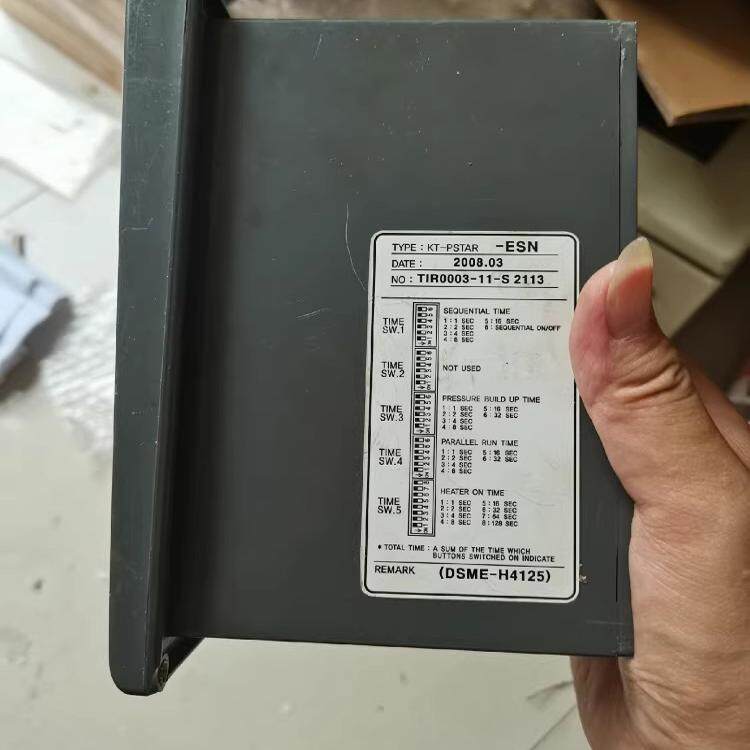 TYPE : KT-PSTAR -ESN
DATE : 2008.03
NO : TIR0003-11-S 2113
TIME SW.1
SEQUENTIAL TIME
1 : 1 SEC 5 : 16 SEC
2 : 2 SEC 6 : SEQUENTIAL ON/OFF
3 : 4 SEC
4 : 8 SEC
TIME SW.2
NOT USED
TIME SW.3
PRESSURE BUILD UP TIME
1 : 1 SEC 5 : 16 SEC
2 : 2 SEC 6 : 32 SEC
3 : 4 SEC
4 : 8 SEC
TIME SW.4
PARALLEL RUN TIME
1 : 1 SEC 5 : 16 SEC
2 : 2 SEC 6 : 32 SEC
3 : 4 SEC
4 : 8 SEC
TIME SW.5
HEATER ON TIME
1 : 1 SEC 5 : 16 SEC
2 : 2 SEC 6 : 32 SEC
3 : 4 SEC 7 : 64 SEC
4 : 8 SEC 8 : 128 SEC
* TOTAL TIME : A SUM OF THE TIME WHICH
BUTTONS SWITCHED ON INDICATE
REMARK (DSME-H4125)